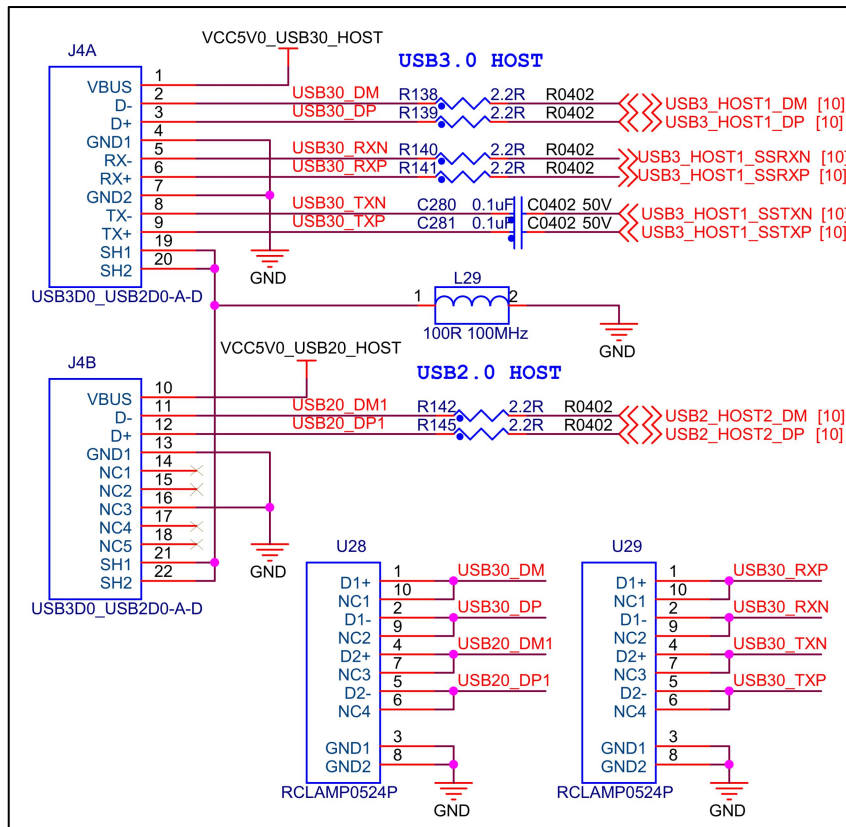 VCC5V0_USB30_HOST
J4A
USB3.0 HOST
VBUS 1
D- 2 USB30_DM R138 2.2R R0402 USB3_HOST1_DM [10]
D+ 3 USB30_DP R139 2.2R R0402 USB3_HOST1_DP [10]
GND1 4
RX- 5 USB30_RXN R140 2.2R R0402 USB3_HOST1_SSRXN [10]
RX+ 6 USB30_RXP R141 2.2R R0402 USB3_HOST1_SSRXP [10]
GND2 7
TX- 8 USB30_TXN C280 0.1uF C0402 50V USB3_HOST1_SSTXN [10]
TX+ 9 USB30_TXP C281 0.1uF C0402 50V USB3_HOST1_SSTXP [10]
SH1 19
SH2 20
GND
USB3D0_USB2D0-A-D
L29
1 2
100R 100MHz
GND
VCC5V0_USB20_HOST
J4B
USB2.0 HOST
VBUS 10
D- 11 USB20_DM1 R142 2.2R R0402 USB2_HOST2_DM [10]
D+ 12 USB20_DP1 R145 2.2R R0402 USB2_HOST2_DP [10]
GND1 13
NC1 14
NC2 15
NC3 16
NC4 17
NC5 18
SH1 21
SH2 22
GND
USB3D0_USB2D0-A-D
U28
D1+ 1 USB30_DM
NC1 10
D1- 2 USB30_DP
NC2 9
D2+ 4 USB20_DM1
NC3 7
D2- 5 USB20_DP1
NC4 6
GND1 3
GND2 8
RCLAMP0524P
GND
U29
D1+ 1 USB30_RXP
NC1 10
D1- 2 USB30_RXN
NC2 9
D2+ 4 USB30_TXN
NC3 7
D2- 5 USB30_TXP
NC4 6
GND1 3
GND2 8
RCLAMP0524P
GND